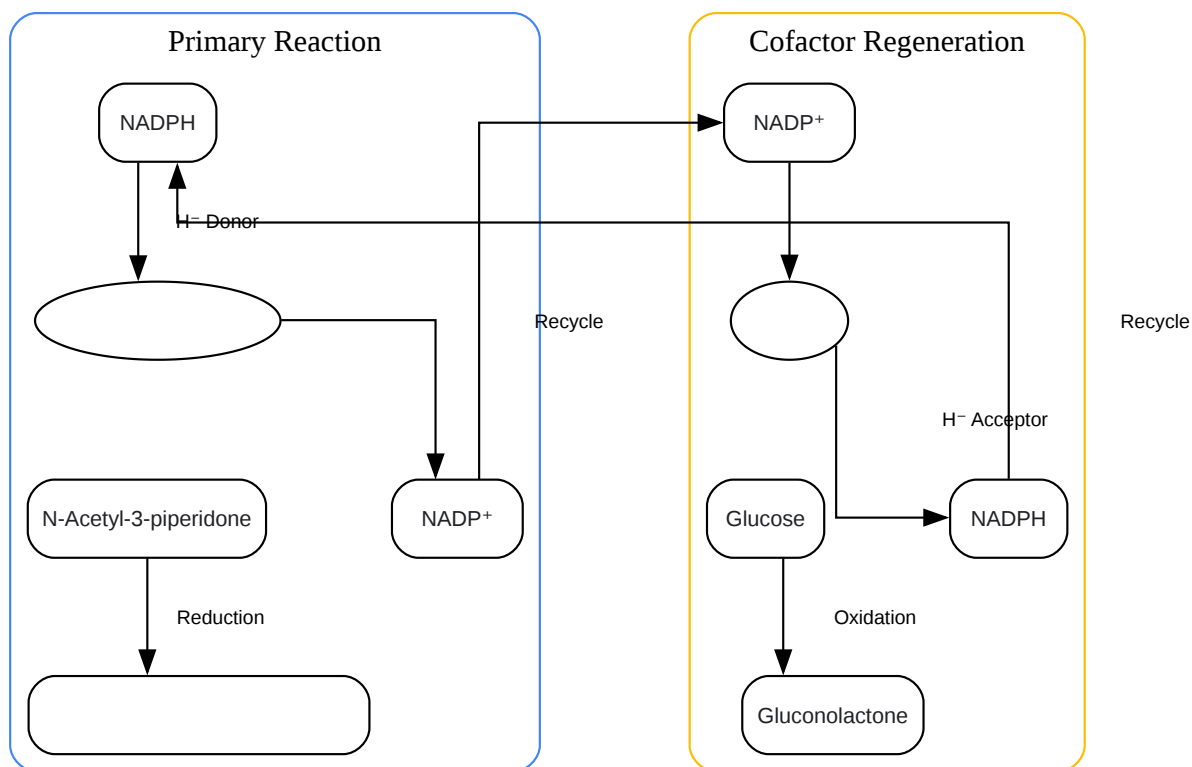 Primary Reaction
Cofactor Regeneration
NADPH
NADP⁺
H⁻ Donor
Recycle
Recycle
H⁻ Acceptor
N-Acetyl-3-piperidone
NADP⁺
Glucose
NADPH
Reduction
Oxidation
Gluconolactone